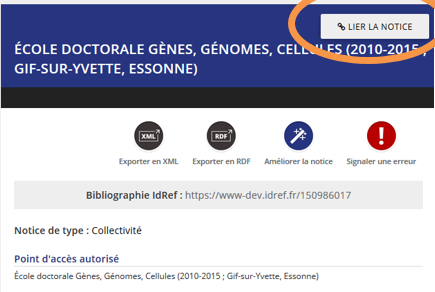 LIER LA NOTICE
ÉCOLE DOCTORALE GÈNES, GÉNOMES, CELLULES (2010-2015 ;
GIF-SUR-YVETTE, ESSONNE)
XML
RDF
Exporter en XML
Exporter en RDF
Améliorer la notice
Signaler une erreur
Bibliographie IdRef : https://www-dev.idref.fr/150986017
Notice de type : Collectivité
Point d'accès autorisé
École doctorale Gènes, Génomes, Cellules (2010-2015 ; Gif-sur-Yvette, Essonne)